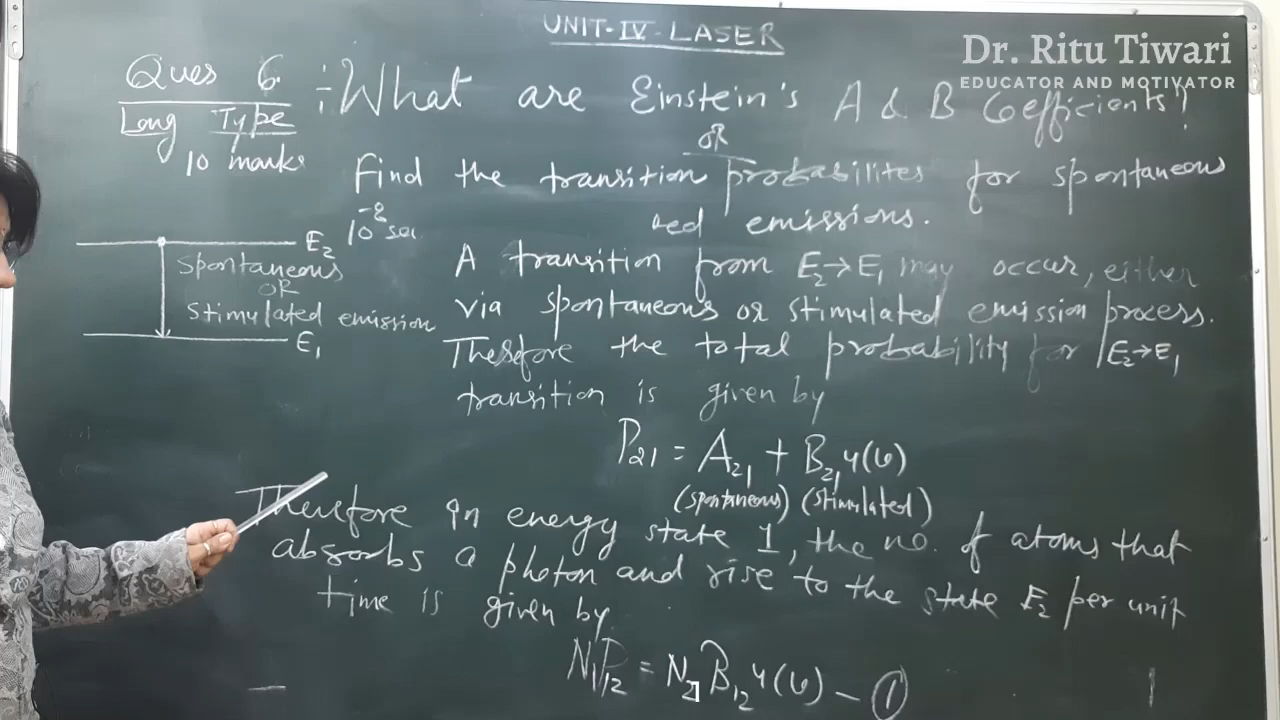 UNIT-IV-LASER
Dr. Ritu Tiwari
EDUCATOR AND MOTIVATOR
Ques 6 :- What are Einstein's A & B Coefficients?
Long Type
OR
10 marks
Find the transition probabilites for spontaneous
ed emissions.
10⁻⁸ sec
E₂
spontaneous
OR
stimulated emission
E₁
A transition from E₂→E₁ may occur, either
via spontaneous or stimulated emission process.
Therefore the total probability for E₂→E₁
transition is given by
P₂₁ = A₂₁ + B₂₁ u(υ)
(spontaneous) (stimulated)
Therefore in energy state 1, the no. of atoms that
absorbs a photon and rise to the state E₂ per unit
time is given by
N₁P₁₂ = N B₁₂ u(υ) - ①